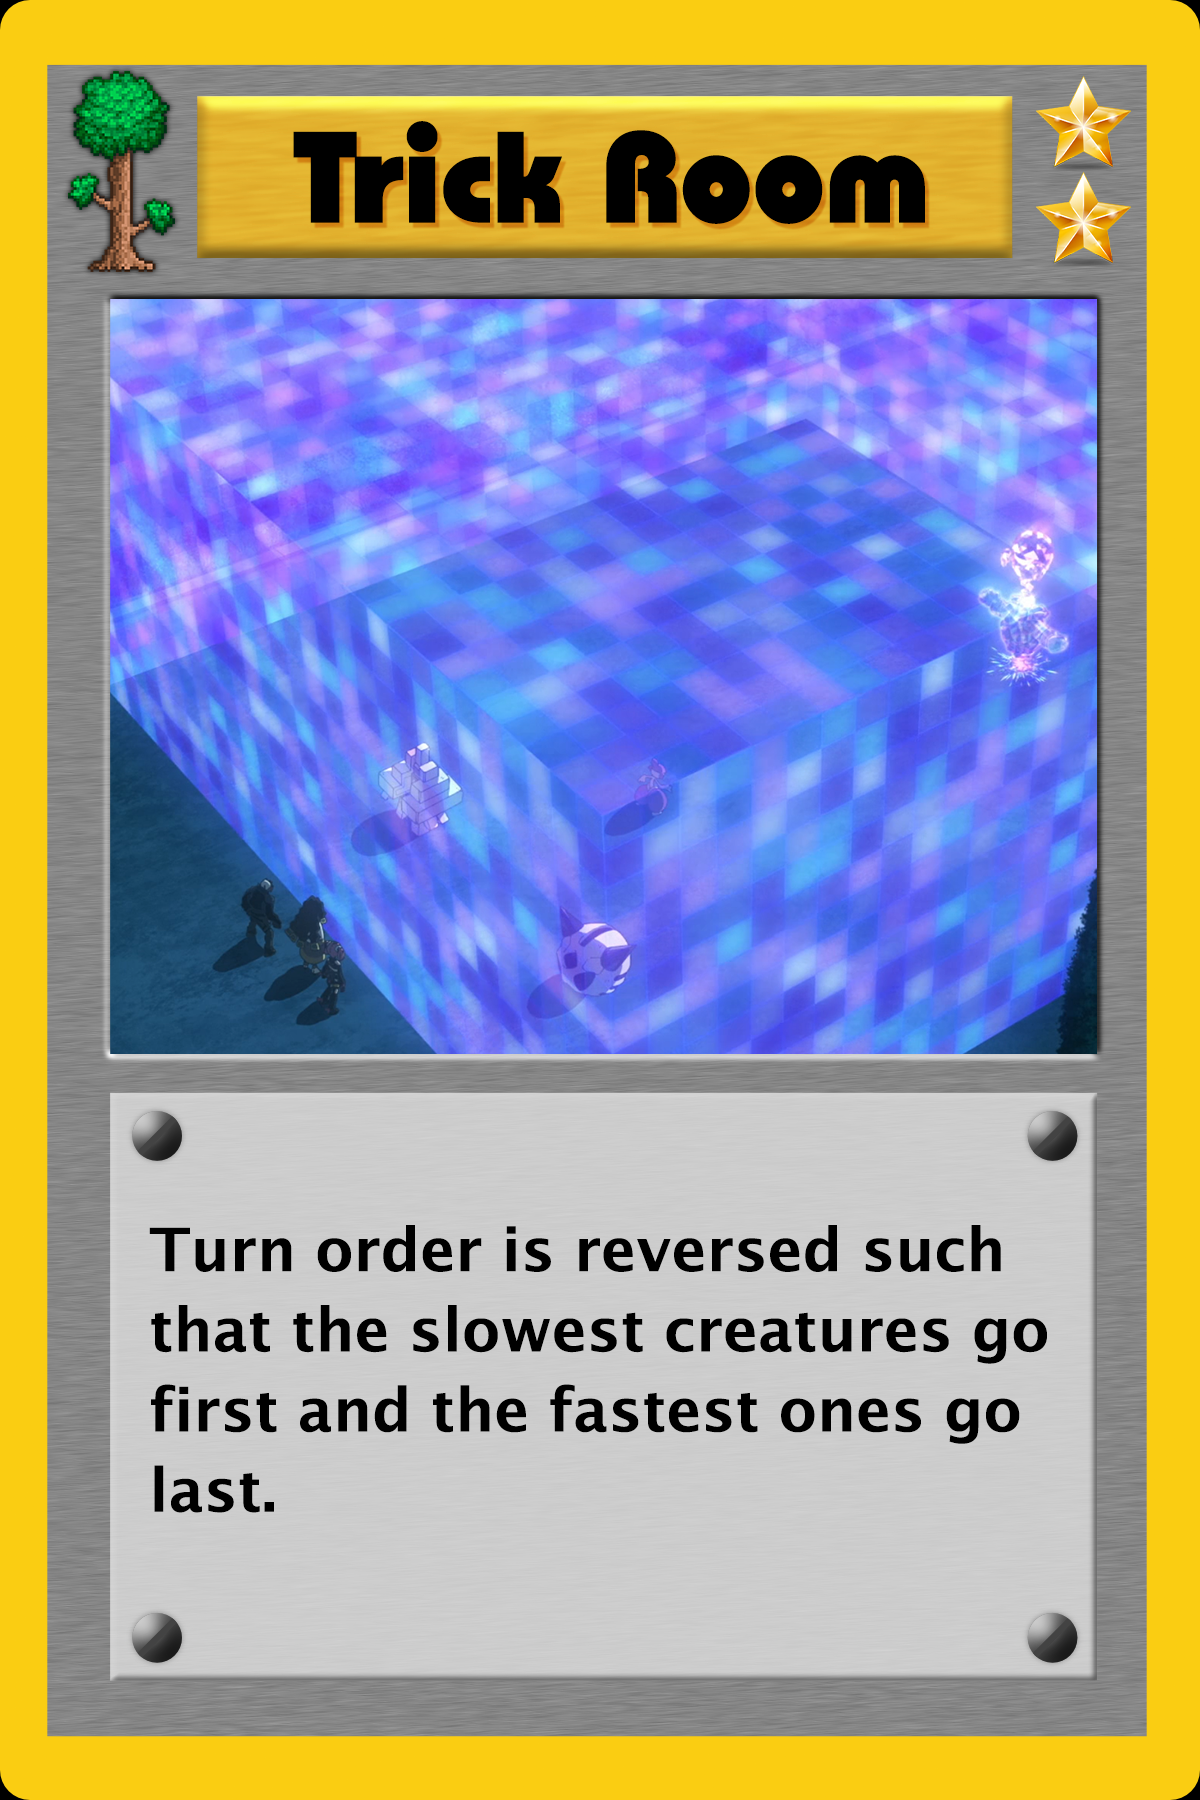 Trick Room
Turn order is reversed such
that the slowest creatures go
first and the fastest ones go
last.